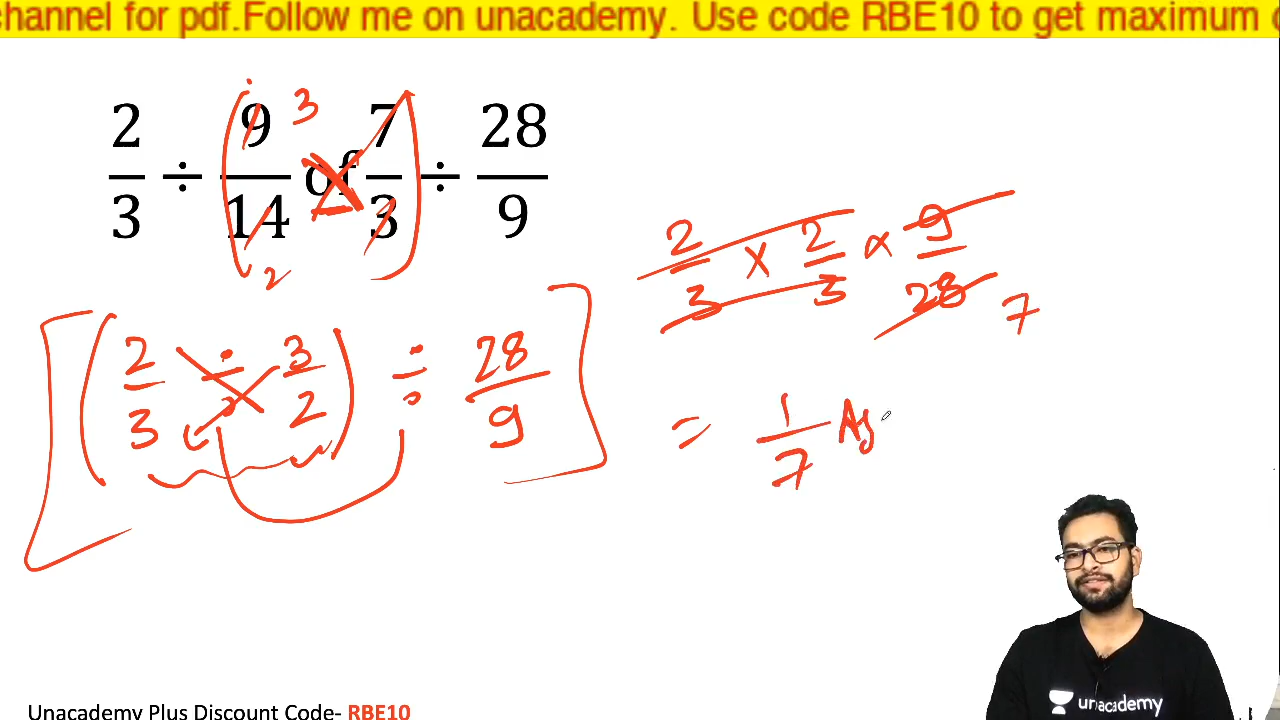 channel for pdf.Follow me on unacademy. Use code RBE10 to get maximum
2/3 ÷ 9/14 of 7/3 ÷ 28/9
3
2
×
2/3 × 2/3 × 9/28
7
[(2/3 ÷ 3/2) ÷ 28/9]
= 1/7
unacademy
Unacademy Plus Discount Code- RBE10